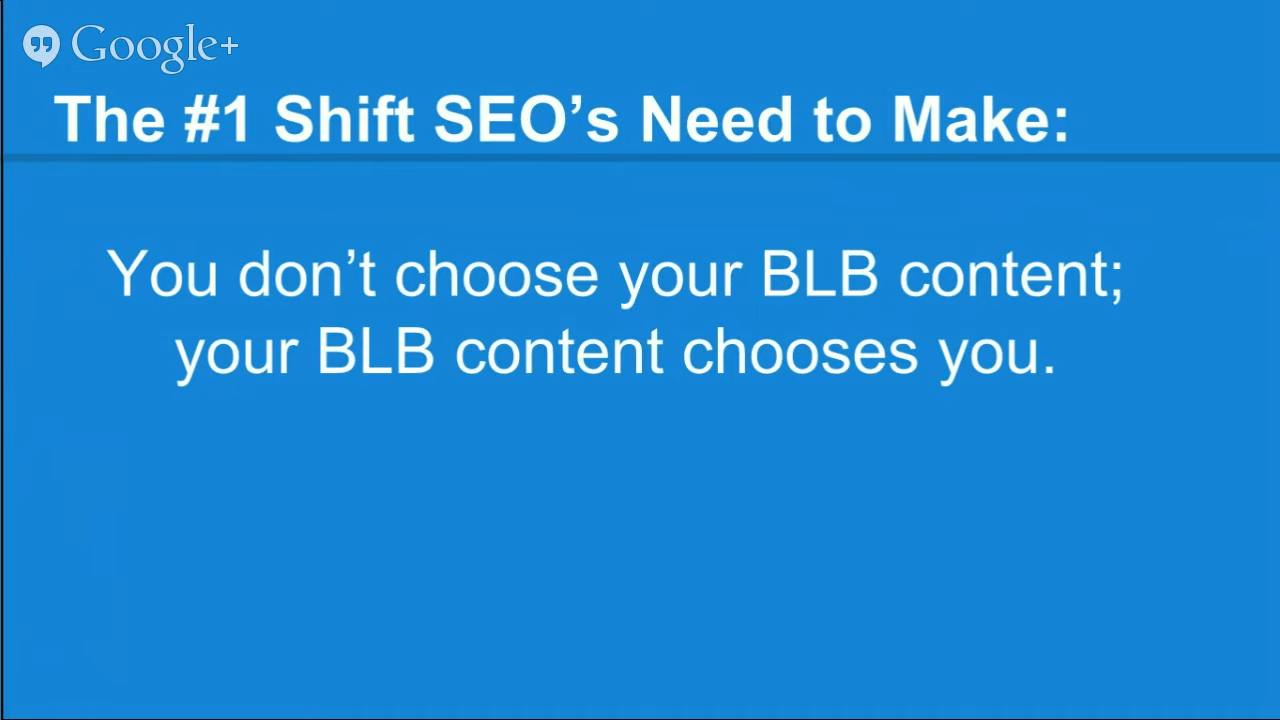 Google+
The #1 Shift SEO’s Need to Make:
You don’t choose your BLB content;
your BLB content chooses you.